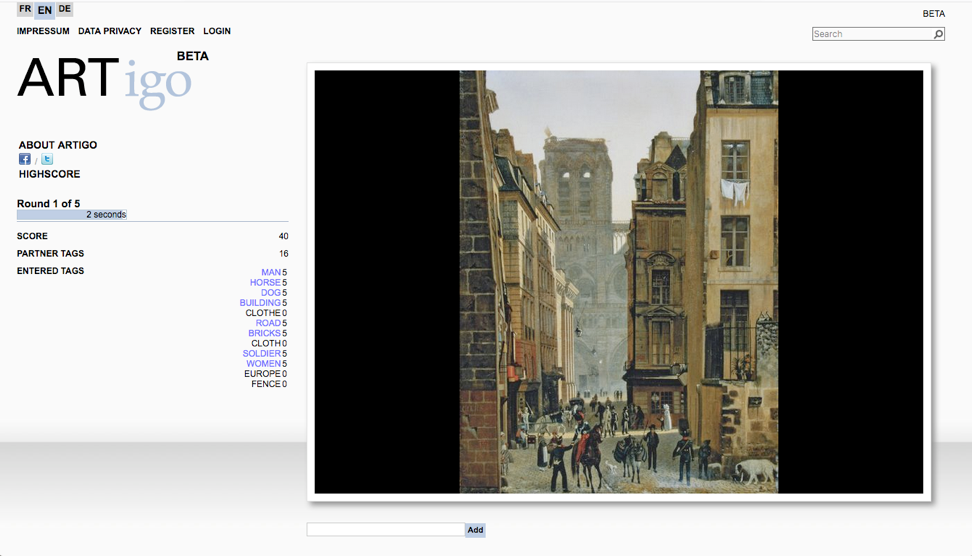 FR EN DE
BETA
IMPRESSUM DATA PRIVACY REGISTER LOGIN
Search
BETA
ARTigo
ABOUT ARTIGO
f / t
HIGHSCORE
Round 1 of 5
2 seconds
SCORE 40
PARTNER TAGS 16
ENTERED TAGS
MAN 5
HORSE 5
DOG 5
BUILDING 5
CLOTHE 0
ROAD 5
BRICKS 5
CLOTH 0
SOLDIER 5
WOMEN 5
EUROPE 0
FENCE 0
Add